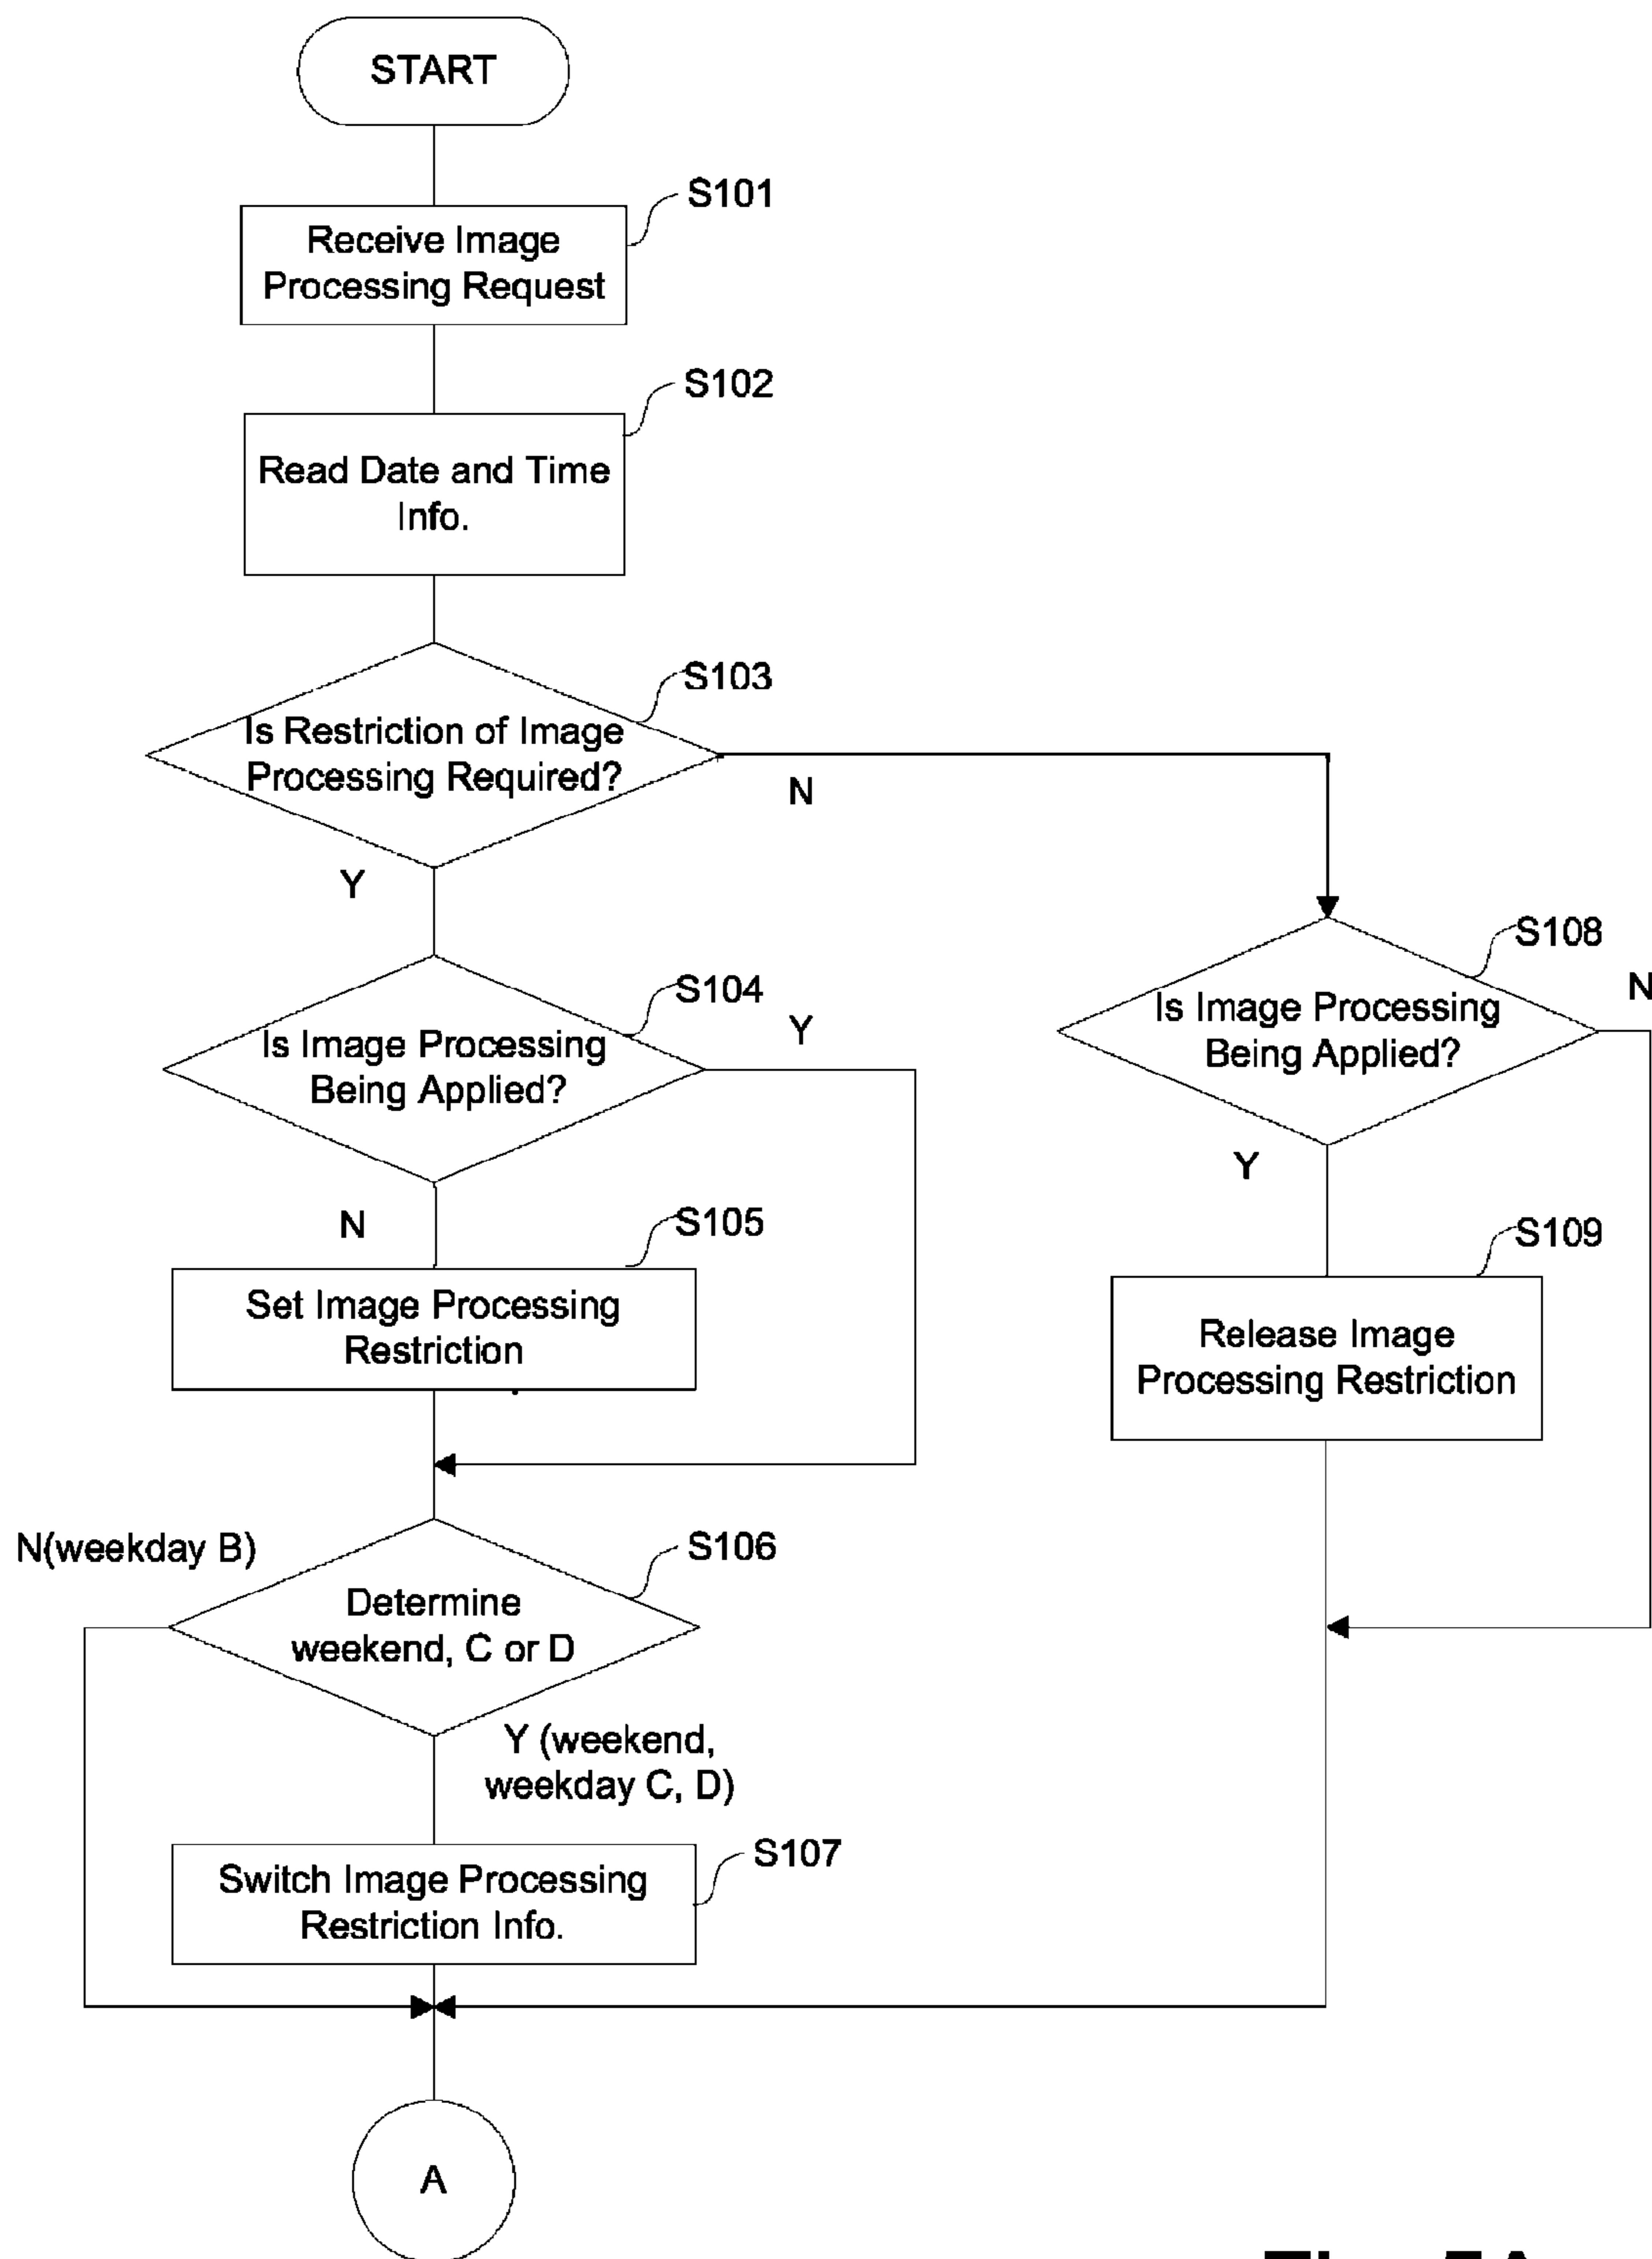 START
S101
Receive Image
Processing Request
S102
Read Date and Time
Info.
S103
Is Restriction of Image
Processing Required?
N
Y
S104
Is Image Processing
Being Applied?
Y
N
S108
Is Image Processing
Being Applied?
N
Y
S105
Set Image Processing
Restriction
S109
Release Image
Processing Restriction
N(weekday B)
S106
Determine
weekend, C or D
Y (weekend,
weekday C, D)
S107
Switch Image Processing
Restriction Info.
A